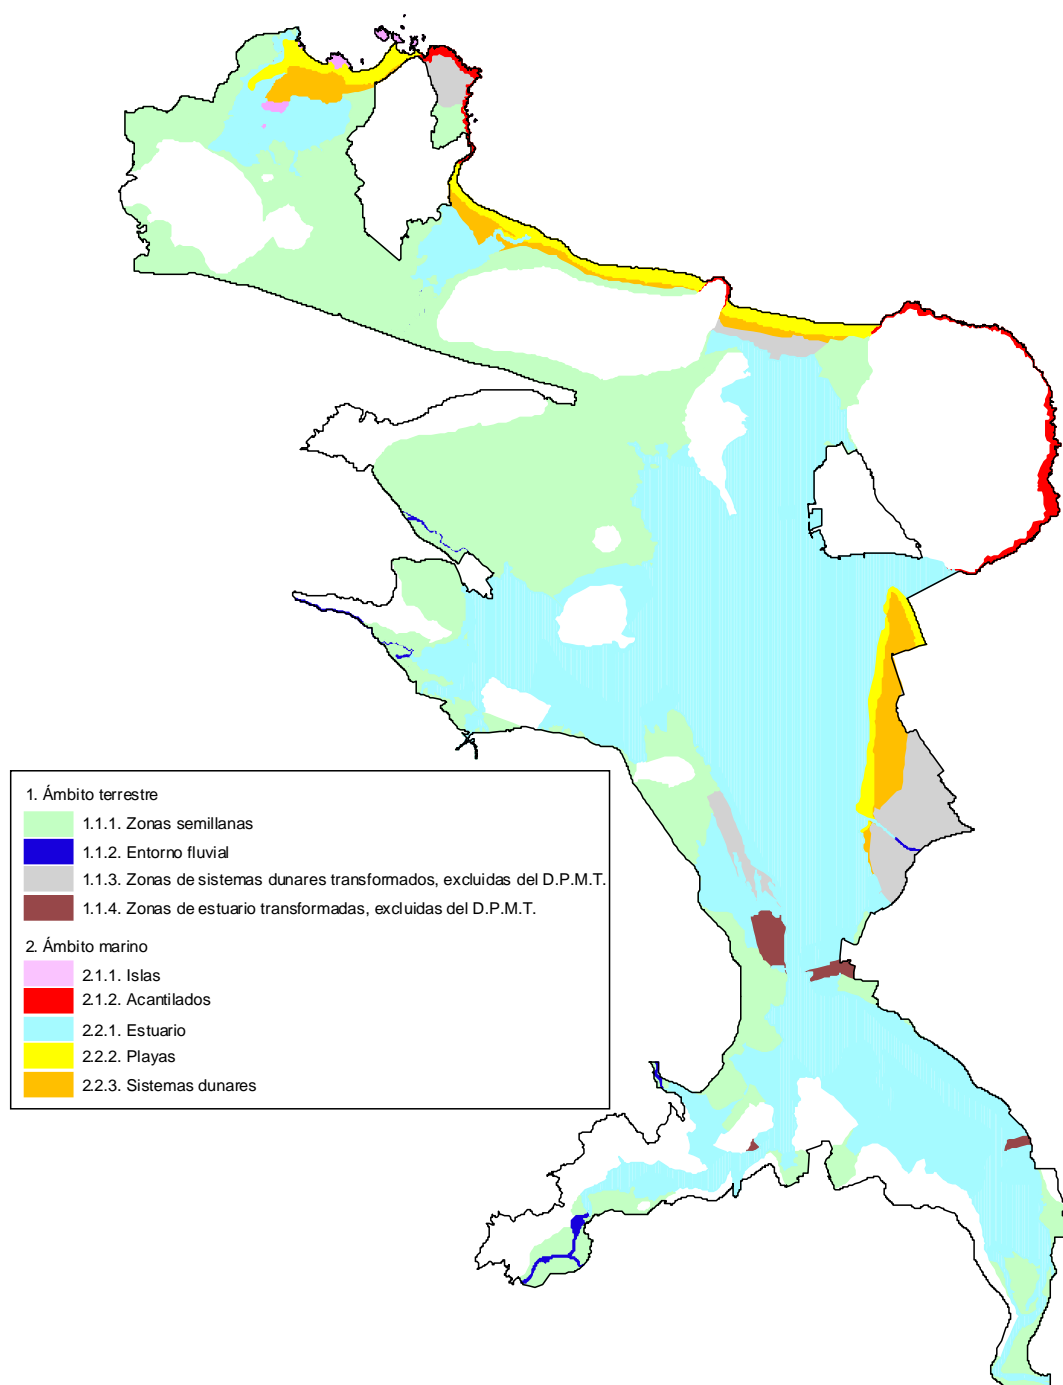 1. Ámbito terrestre
1.1.1. Zonas semillanas
1.1.2. Entorno fluvial
1.1.3. Zonas de sistemas dunares transformados, excluidas del D.P.M.T.
1.1.4. Zonas de estuario transformadas, excluidas del D.P.M.T.
2. Ámbito marino
2.1.1. Islas
2.1.2. Acantilados
2.2.1. Estuario
2.2.2. Playas
2.2.3. Sistemas dunares